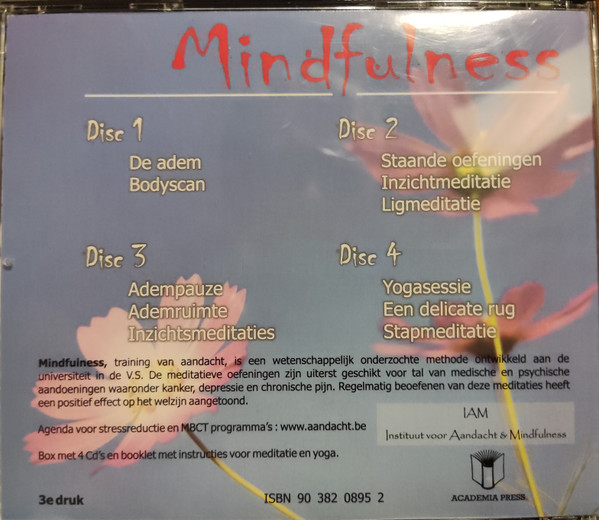 Mindfulness
Disc 1
De adem
Bodyscan
Disc 2
Staande oefeningen
Inzichtmeditatie
Ligmeditatie
Disc 3
Adempauze
Ademruimte
Inzichtsmeditaties
Disc 4
Yogasessie
Een delicate rug
Stapmeditatie
Mindfulness, training van aandacht, is een wetenschappelijk onderzochte methode ontwikkeld aan de
universiteit in de V.S. De meditatieve oefeningen zijn uiterst geschikt voor tal van medische en psychische
aandoeningen waaronder kanker, depressie en chronische pijn. Regelmatig beoefenen van deze meditaties heeft
een positief effect op het welzijn aangetoond.
Agenda voor stressreductie en MBCT programma's : www.aandacht.be
Box met 4 Cd's en booklet met instructies voor meditatie en yoga.
IAM
Instituut voor Aandacht & Mindfulness
3e druk
ISBN 90 382 0895 2
ACADEMIA PRESS